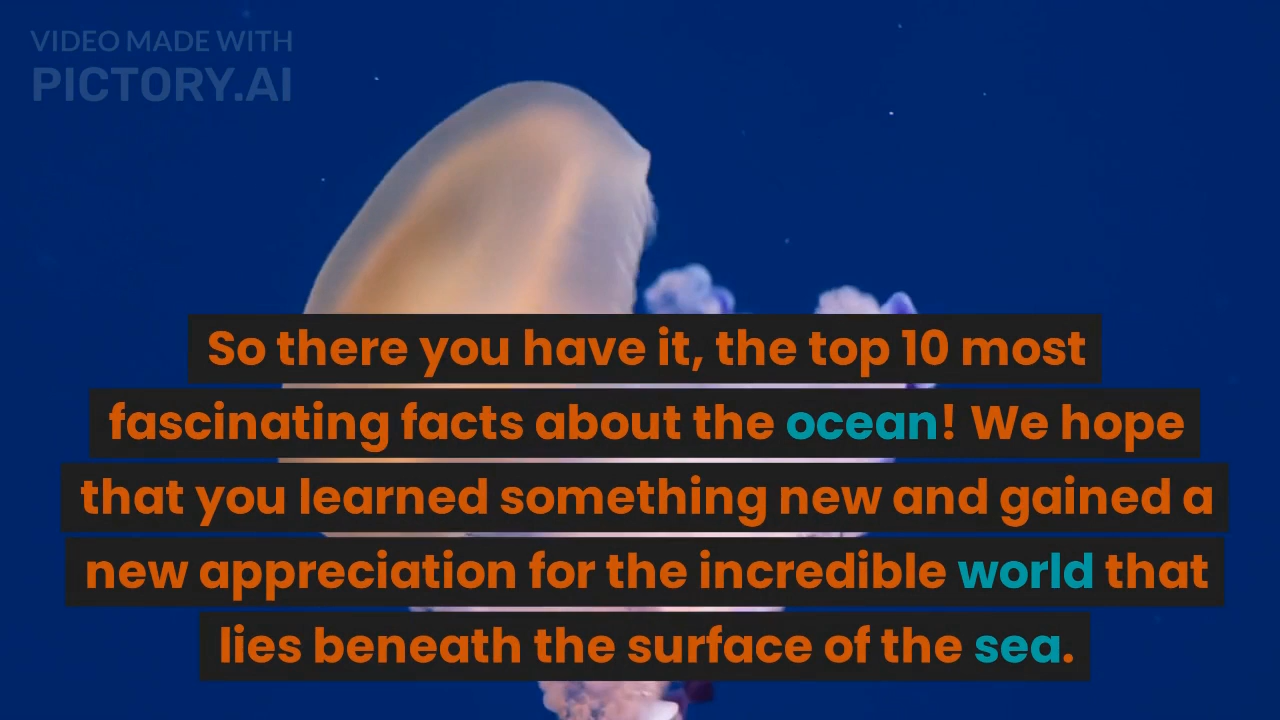 VIDEO MADE WITH
PICTORY.AI
So there you have it, the top 10 most
fascinating facts about the ocean! We hope
that you learned something new and gained a
new appreciation for the incredible world that
lies beneath the surface of the sea.